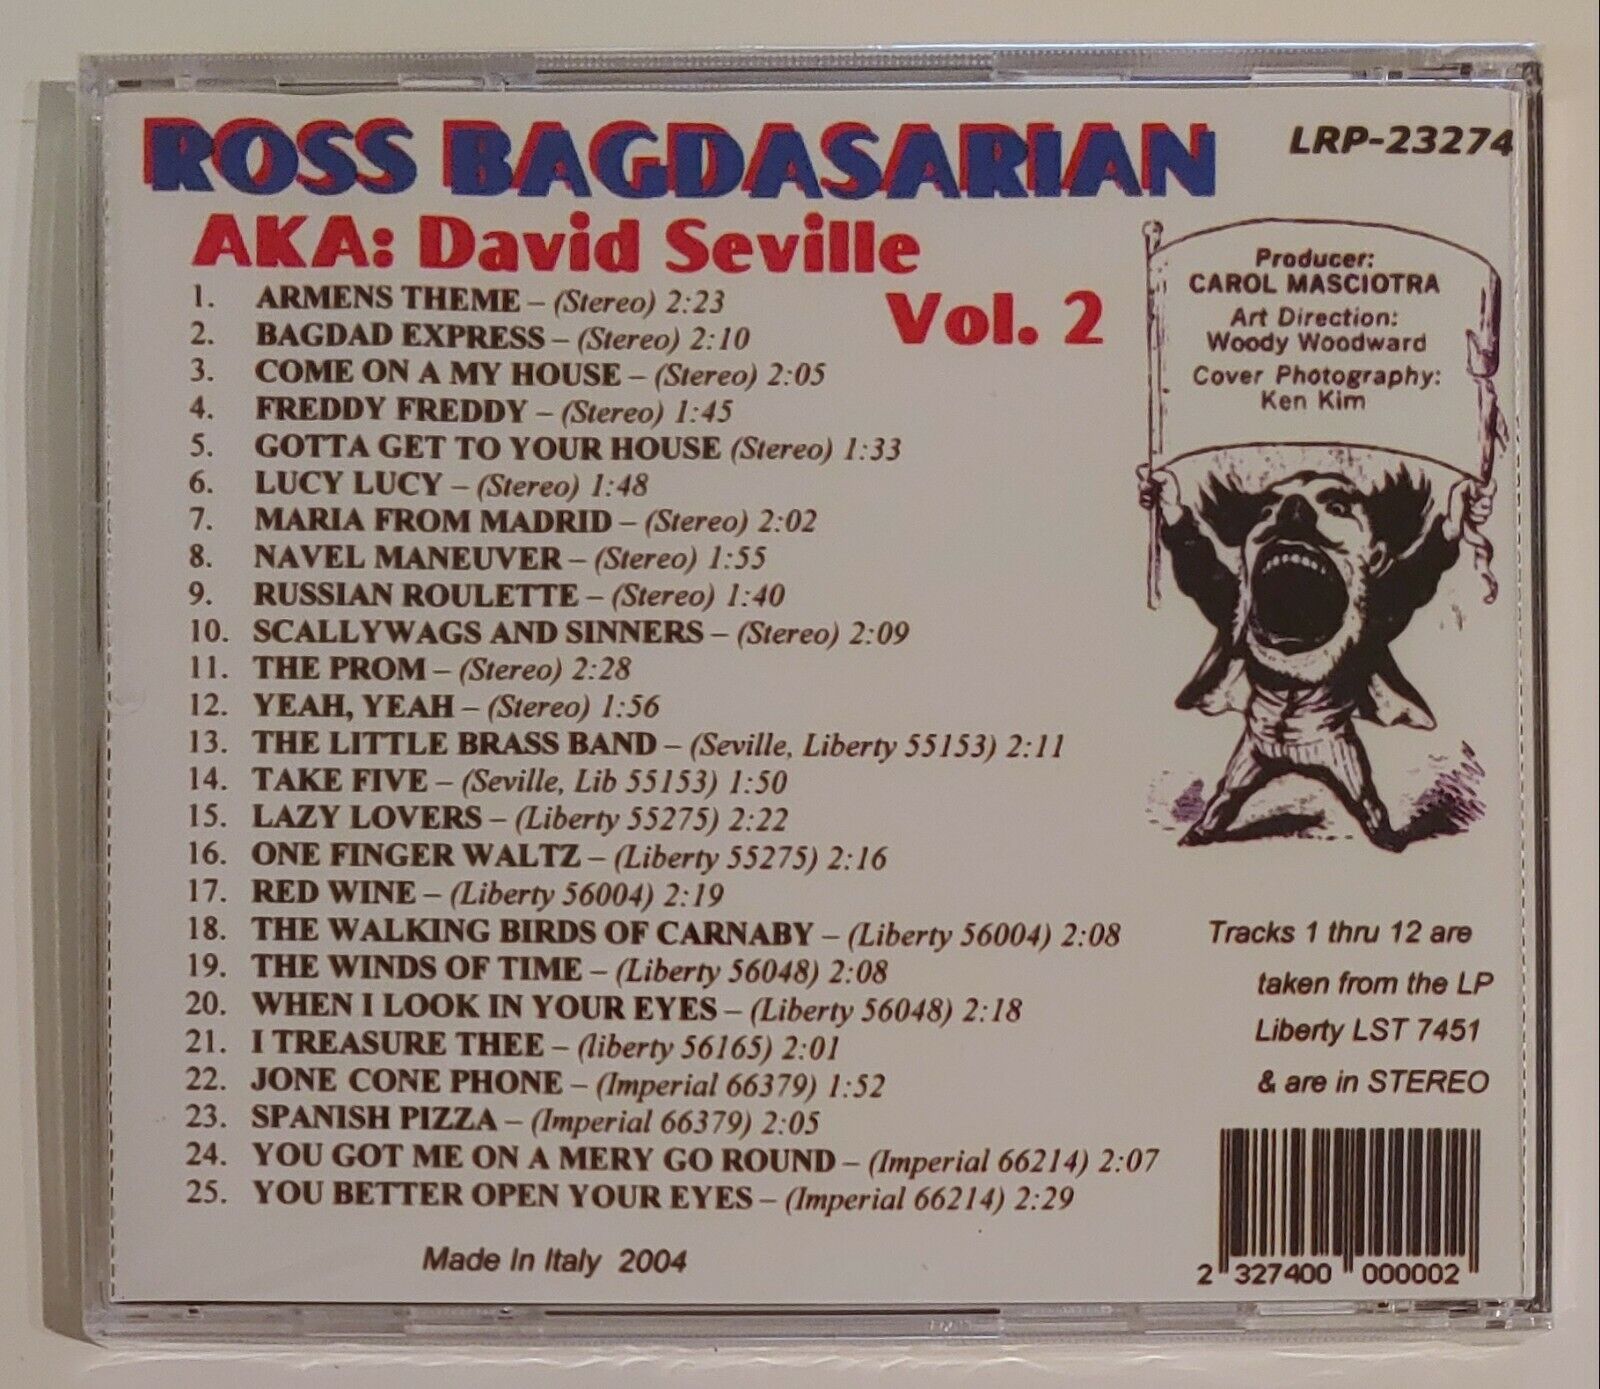 ROSS BAGDASARIAN
LRP-23274
AKA: David Seville
Vol. 2
1. ARMENS THEME – (Stereo) 2:23
2. BAGDAD EXPRESS – (Stereo) 2:10
3. COME ON A MY HOUSE – (Stereo) 2:05
4. FREDDY FREDDY – (Stereo) 1:45
5. GOTTA GET TO YOUR HOUSE (Stereo) 1:33
6. LUCY LUCY – (Stereo) 1:48
7. MARIA FROM MADRID – (Stereo) 2:02
8. NAVEL MANEUVER – (Stereo) 1:55
9. RUSSIAN ROULETTE – (Stereo) 1:40
10. SCALLYWAGS AND SINNERS – (Stereo) 2:09
11. THE PROM – (Stereo) 2:28
12. YEAH, YEAH – (Stereo) 1:56
13. THE LITTLE BRASS BAND – (Seville, Liberty 55153) 2:11
14. TAKE FIVE – (Seville, Lib 55153) 1:50
15. LAZY LOVERS – (Liberty 55275) 2:22
16. ONE FINGER WALTZ – (Liberty 55275) 2:16
17. RED WINE – (Liberty 56004) 2:19
18. THE WALKING BIRDS OF CARNABY – (Liberty 56004) 2:08
19. THE WINDS OF TIME – (Liberty 56048) 2:08
20. WHEN I LOOK IN YOUR EYES – (Liberty 56048) 2:18
21. I TREASURE THEE – (liberty 56165) 2:01
22. JONE CONE PHONE – (Imperial 66379) 1:52
23. SPANISH PIZZA – (Imperial 66379) 2:05
24. YOU GOT ME ON A MERY GO ROUND – (Imperial 66214) 2:07
25. YOU BETTER OPEN YOUR EYES – (Imperial 66214) 2:29
Made In Italy 2004
Producer:
CAROL MASCIOTRA
Art Direction:
Woody Woodward
Cover Photography:
Ken Kim
Tracks 1 thru 12 are
taken from the LP
Liberty LST 7451
& are in STEREO
2 327400 000002